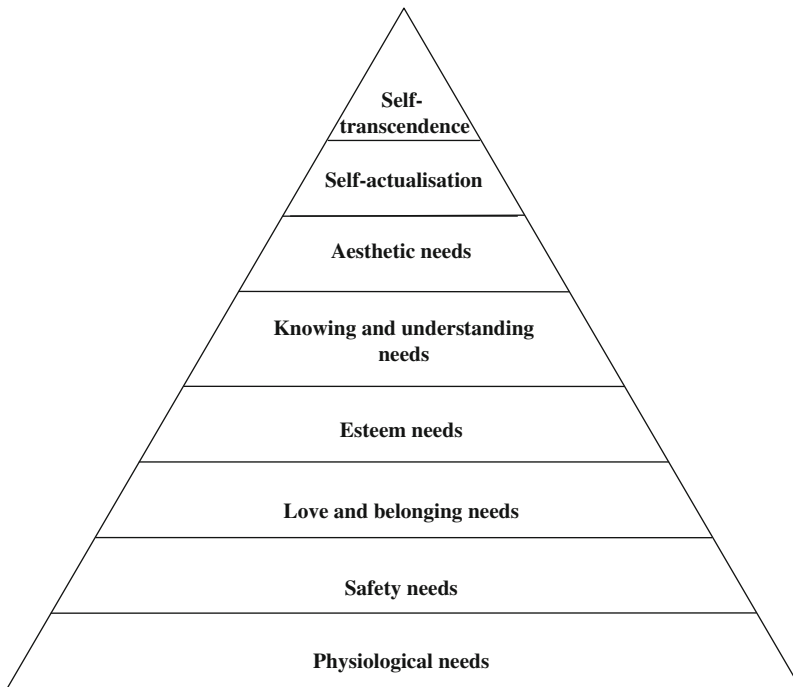 Self-
transcendence
Self-actualisation
Aesthetic needs
Knowing and understanding
needs
Esteem needs
Love and belonging needs
Safety needs
Physiological needs